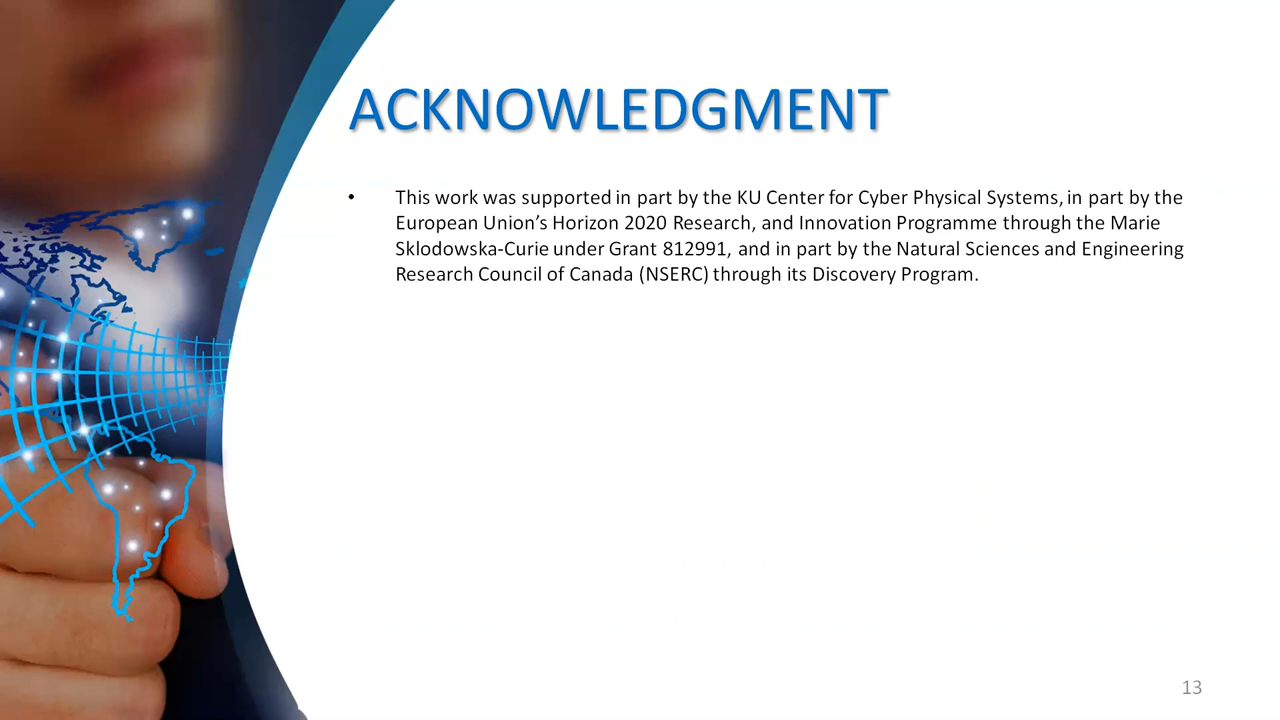 ACKNOWLEDGMENT
• This work was supported in part by the KU Center for Cyber Physical Systems, in part by the
European Union’s Horizon 2020 Research, and Innovation Programme through the Marie
Sklodowska-Curie under Grant 812991, and in part by the Natural Sciences and Engineering
Research Council of Canada (NSERC) through its Discovery Program.
13